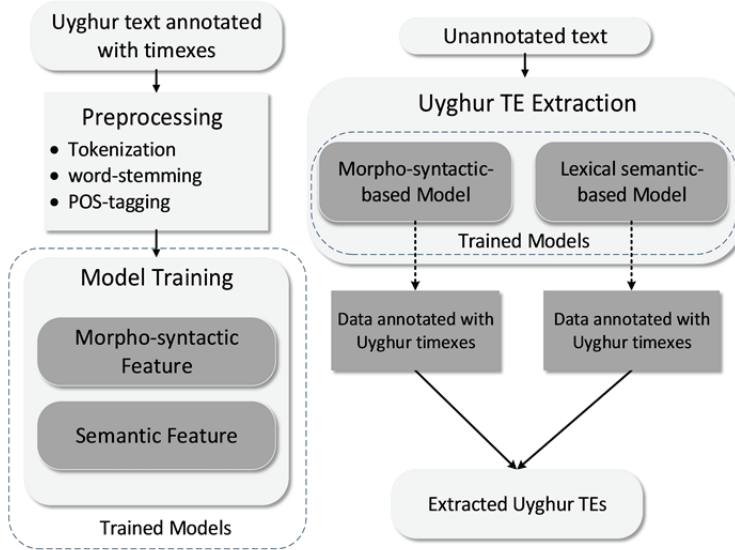 Uyghur text annotated
with timexes
Preprocessing
• Tokenization
• word-stemming
• POS-tagging
Model Training
Morpho-syntactic
Feature
Semantic Feature
Trained Models
Unannotated text
Uyghur TE Extraction
Morpho-syntactic-
based Model
Lexical semantic-
based Model
Trained Models
Data annotated with
Uyghur timexes
Data annotated with
Uyghur timexes
Extracted Uyghur TEs